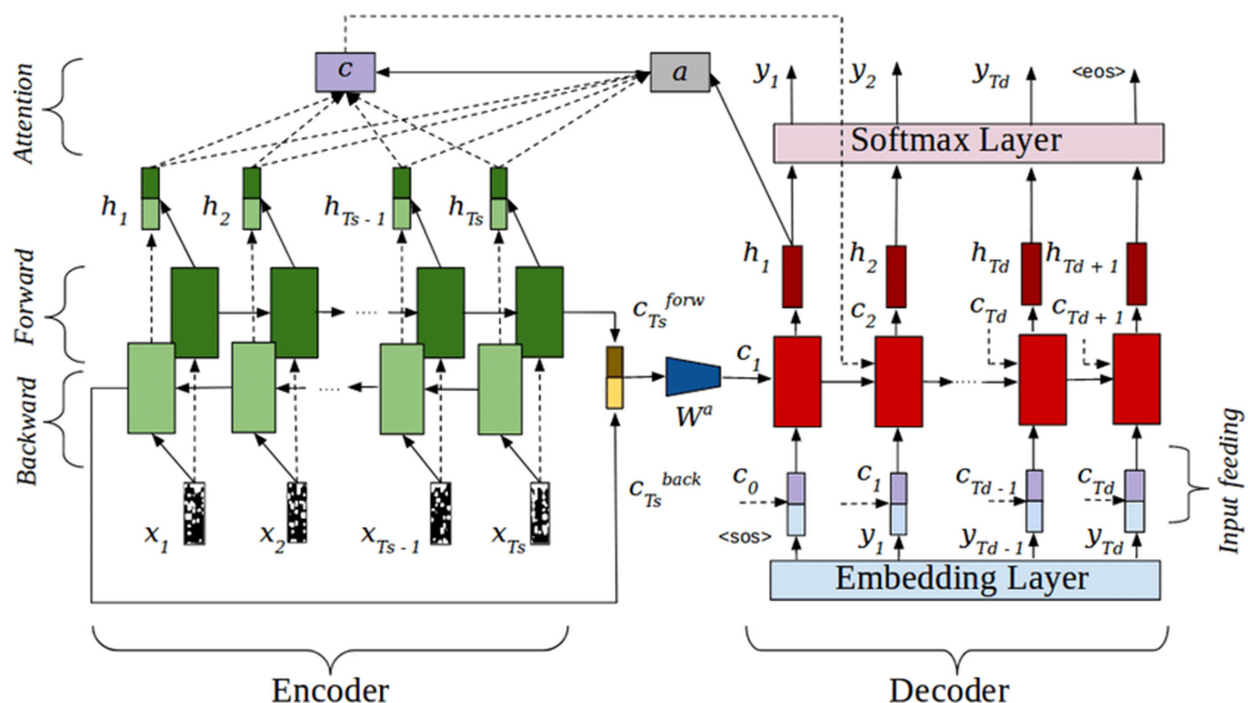 Attention
c
a
y1
y2
yTd
<eos>
Softmax Layer
h1
h2
hTs - 1
hTs
h1
h2
hTd
hTd + 1
Forward
cTs forw
c1
c2
cTd
cTd + 1
Wa
Backward
cTs back
c0
c1
cTd - 1
cTd
Input feeding
x1
x2
xTs - 1
xTs
<sos>
y1
yTd - 1
yTd
Embedding Layer
Encoder
Decoder